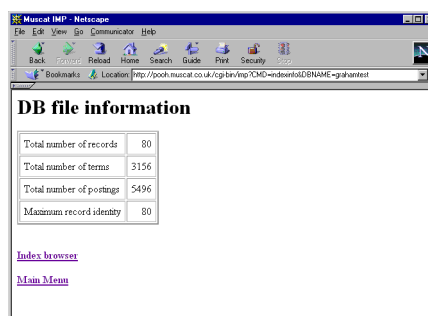 Muscat IMP - Netscape
File Edit View Go Communicator Help
Back Forward Reload Home Search Guide Print Security Stop
Bookmarks Location: http://pooh.muscat.co.uk/cgi-bin/imp?CMD=indexinfo&DBNAME=grahamtest
DB file information
Total number of records 80
Total number of terms 3156
Total number of postings 5496
Maximum record identity 80
Index browser
Main Menu